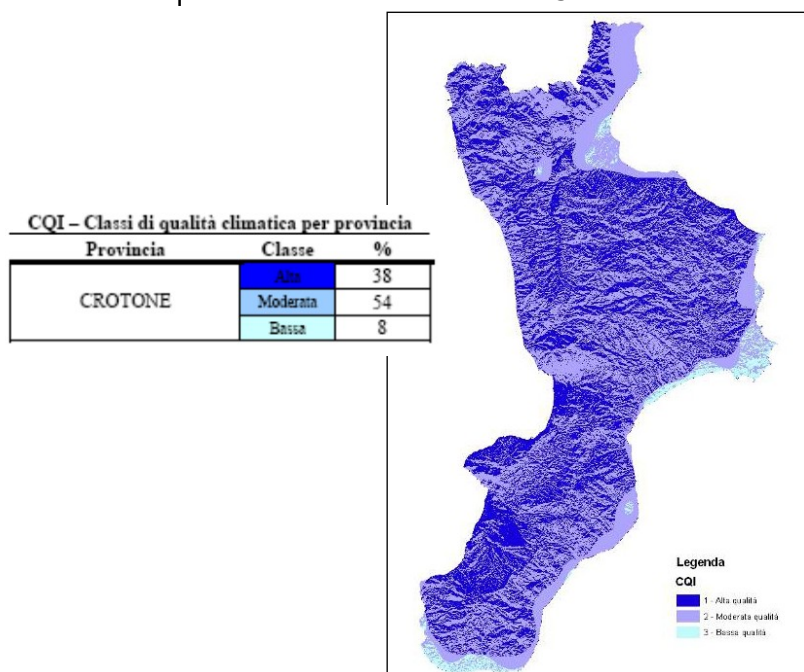 CQI – Classi di qualità climatica per provincia
Provincia Classe %
CROTONE
Alta 38
Moderata 54
Bassa 8
Legenda
CQI
1 - Alta qualità
2 - Moderata qualità
3 - Bassa qualità